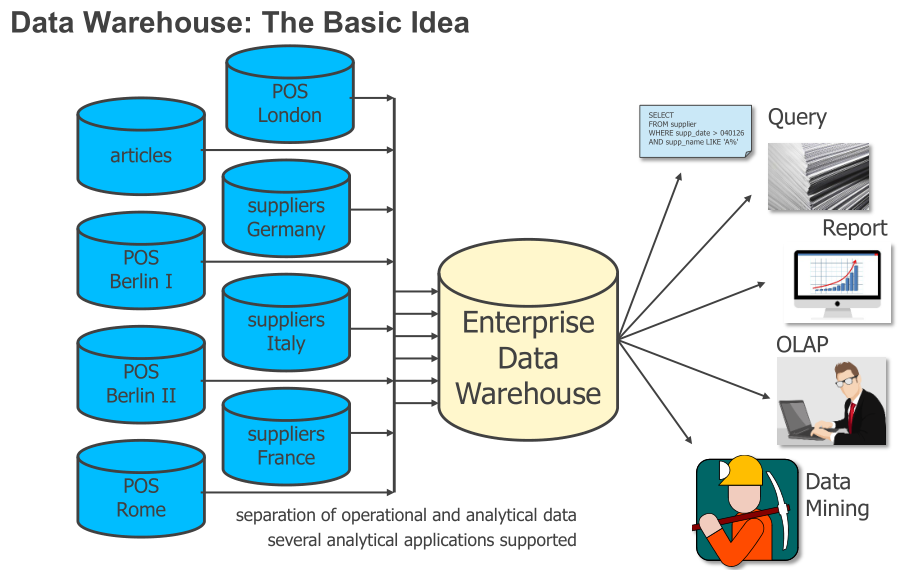 Data Warehouse: The Basic Idea
POS
London
articles
suppliers
Germany
POS
Berlin I
suppliers
Italy
POS
Berlin II
suppliers
France
POS
Rome
Enterprise
Data
Warehouse
SELECT
FROM supplier
WHERE supp_date > 040126
AND supp_name LIKE 'A%'
Query
Report
OLAP
Data
Mining
separation of operational and analytical data
several analytical applications supported